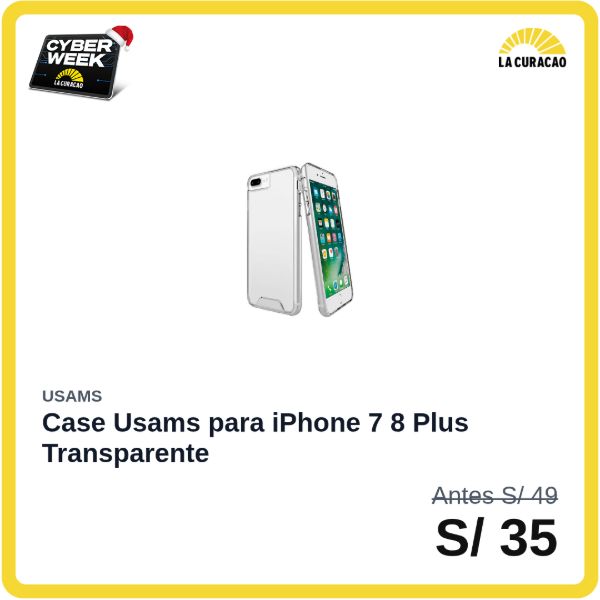 CYBER
WEEK
LA CURACAO
LA CURACAO
USAMS
Case Usams para iPhone 7 8 Plus
Transparente
Antes S/ 49
S/ 35